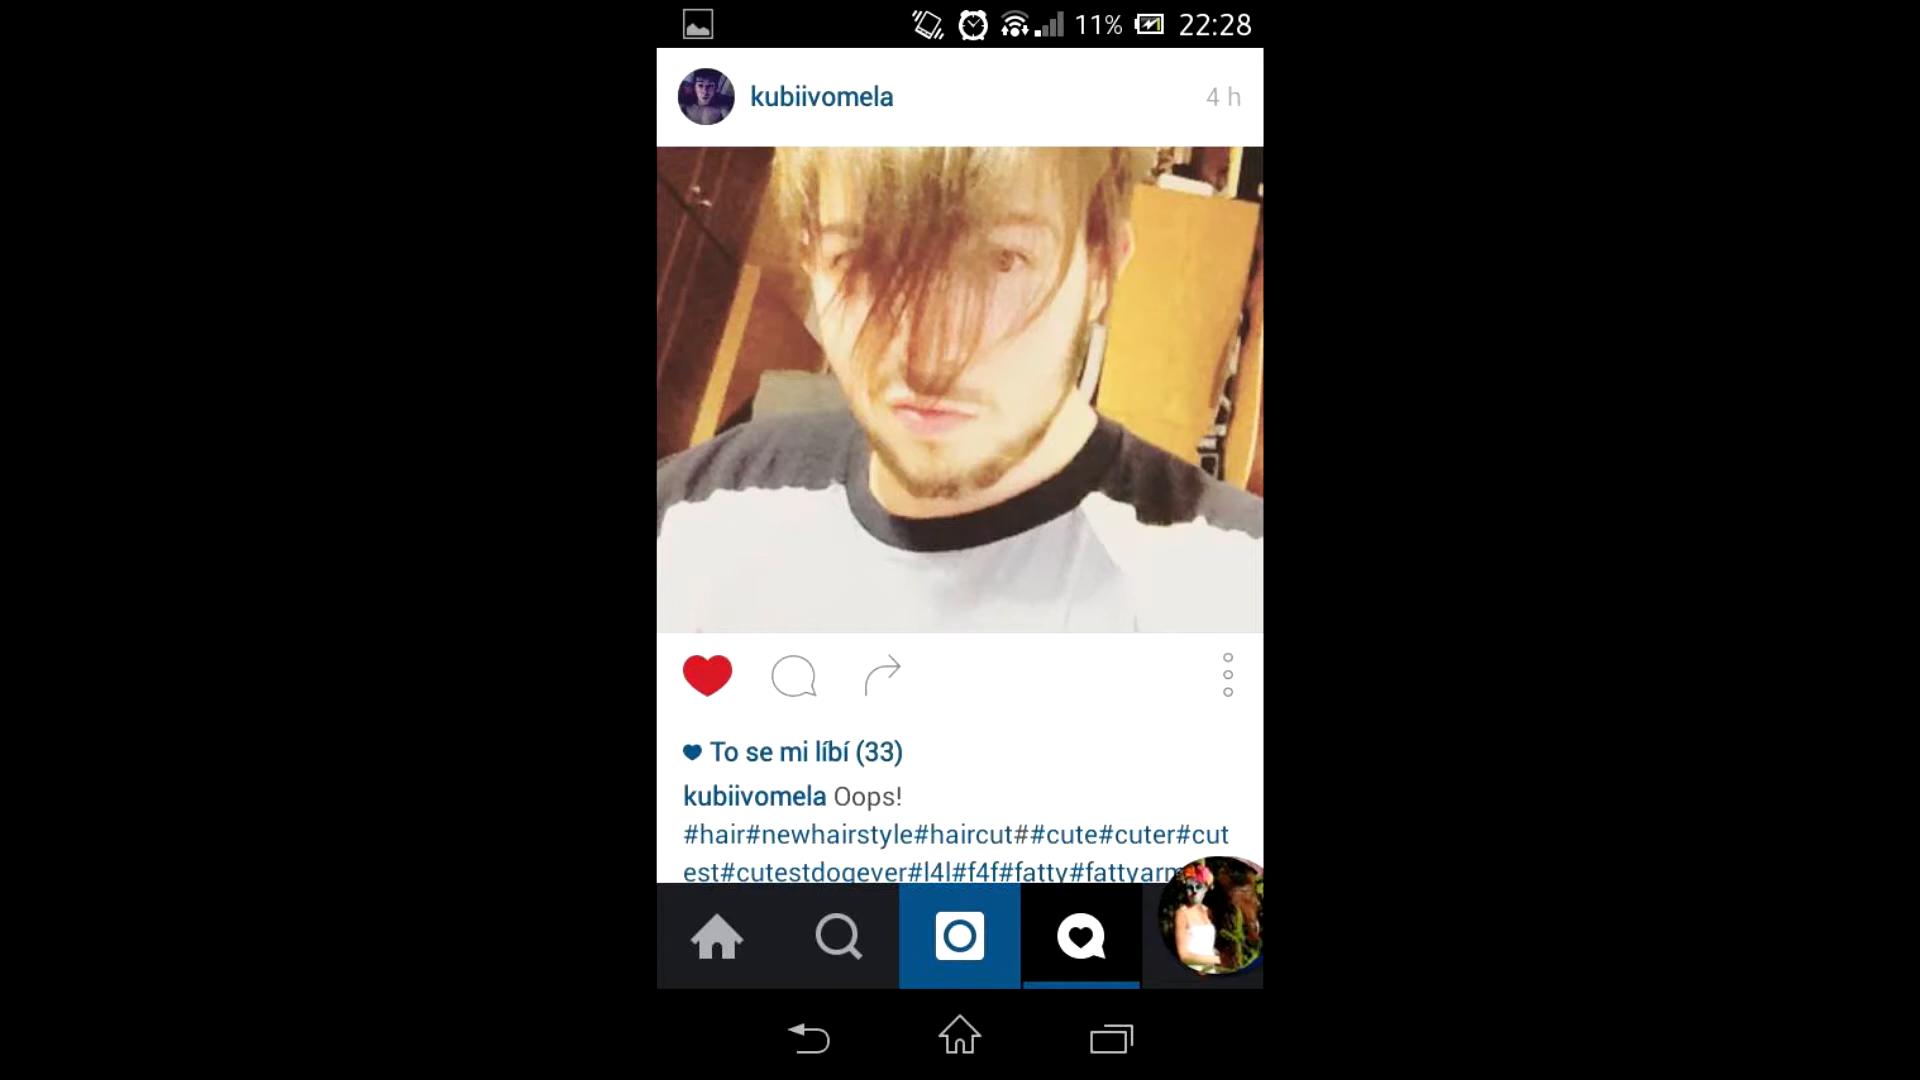 11% 22:28
kubiivomela 4 h
To se mi líbí (33)
kubiivomela Oops!
#hair#newhairstyle#haircut##cute#cuter#cut
est#cutestdogever#l4l#f4f#fatty#fattyarm